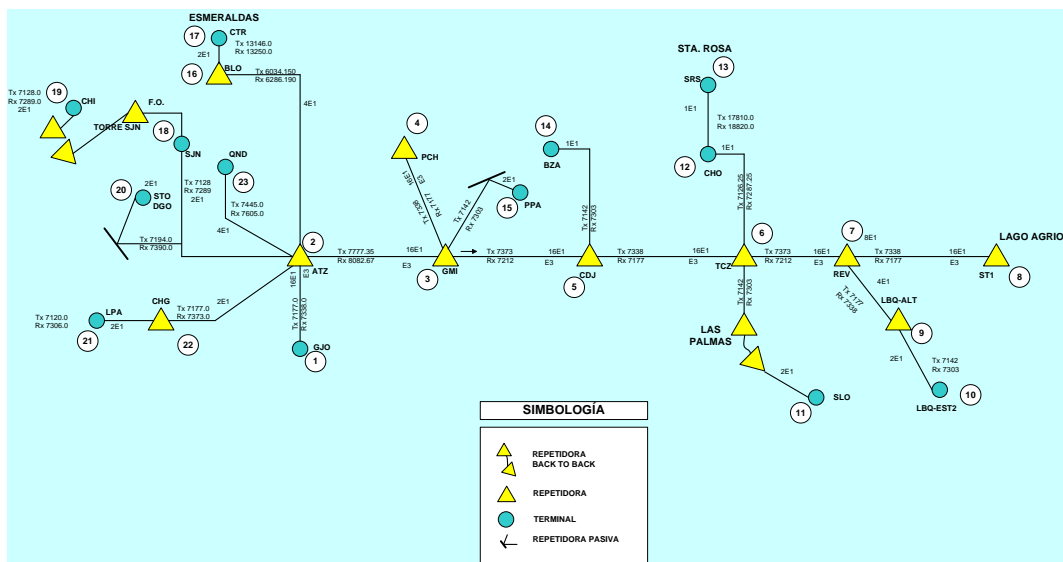 ESMERALDAS
17
CTR
Tx 13146.0
Rx 13250.0
2E1
16
BLO
Tx 6034.150
Rx 6286.190
4E1
19
Tx 7128.0
Rx 7289.0
2E1
CHI
F.O.
TORRE SJN
18
SJN
Tx 7128
Rx 7289
2E1
QND
23
Tx 7445.0
Rx 7605.0
4E1
20
2E1
STO
DGO
Tx 7194.0
Rx 7390.0
2
ATZ
16E1
E3
Tx 7777.35
Rx 8082.67
16E1
E3
CHG
Tx 7177.0
Rx 7373.0
2E1
LPA
Tx 7120.0
Rx 7306.0
2E1
21
22
Tx 7177.0
Rx 7338.0
GJO
1
4
PCH
16E1
E3
Tx 7338
Rx 7177
Tx 7142
Rx 7303
2E1
15
PPA
3
GMI
Tx 7373
Rx 7212
16E1
E3
14
1E1
BZA
Tx 7142
Rx 7303
CDJ
5
Tx 7338
Rx 7177
16E1
E3
STA. ROSA
13
SRS
1E1
Tx 17810.0
Rx 18820.0
1E1
12
CHO
Tx 7126.25
Rx 7287.25
6
TCZ
Tx 7373
Rx 7212
16E1
E3
Tx 7142
Rx 7303
LAS
PALMAS
2E1
SLO
11
7
8E1
REV
Tx 7338
Rx 7177
16E1
LAGO AGRIO
ST1
8
4E1
Tx 7177
Rx 7338
LBQ-ALT
9
2E1
Tx 7142
Rx 7303
10
LBQ-EST2
SIMBOLOGÍA
REPETIDORA
BACK TO BACK
REPETIDORA
TERMINAL
REPETIDORA PASIVA